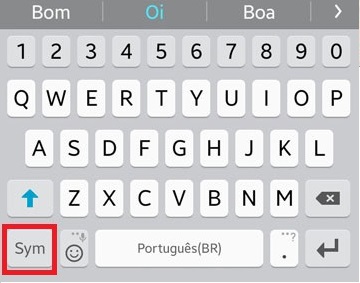 Bom Oi Boa >
1 2 3 4 5 6 7 8 9 0
Q W E R T Y U I O P
A S D F G H J K L
Z X C V B N M
Sym Português(BR) . ...?